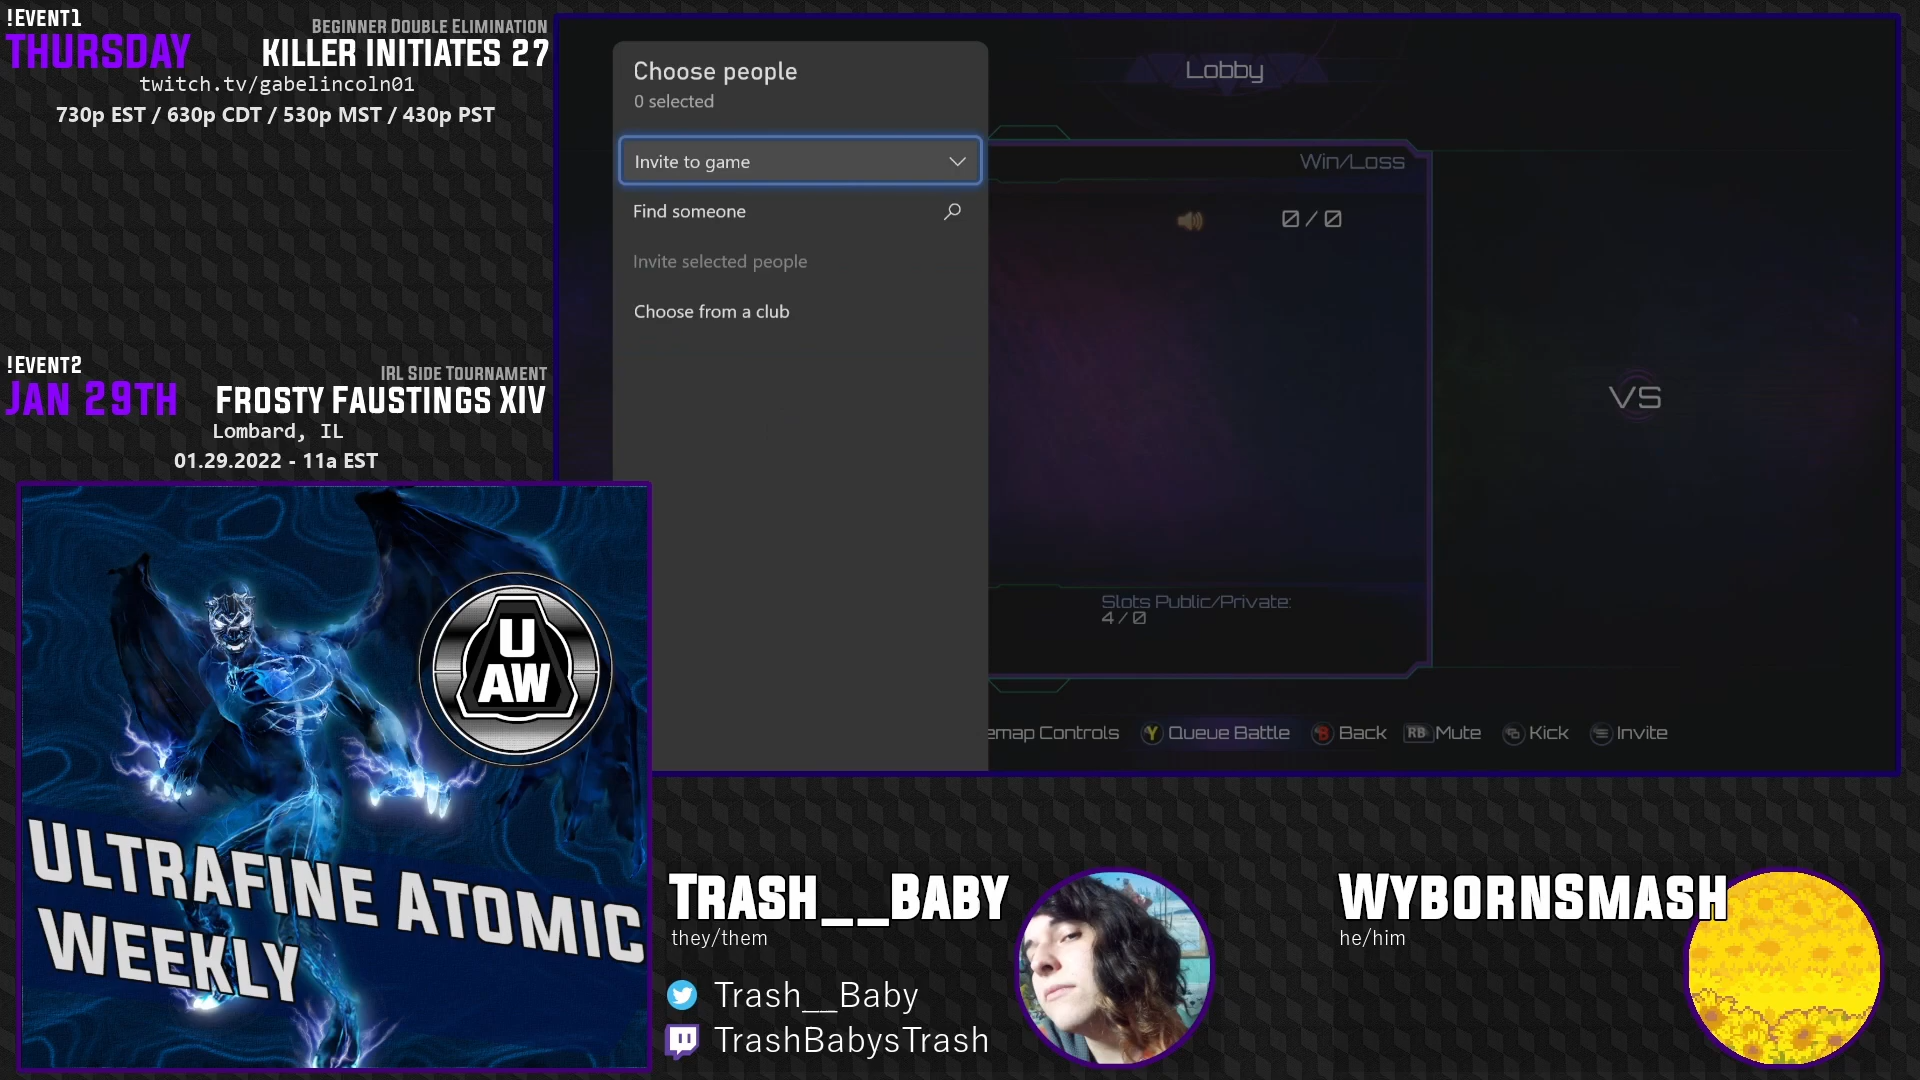 !EVENT1
BEGINNER DOUBLE ELIMINATION
THURSDAY
KILLER INITIATES 27
twitch.tv/gabelincoln01
730p EST / 630p CDT / 530p MST / 430p PST
!EVENT2
IRL SIDE TOURNAMENT
JAN 29TH
FROSTY FAUSTINGS XIV
Lombard, IL
01.29.2022 - 11a EST
U
AW
ULTRAFINE ATOMIC
WEEKLY
Choose people
0 selected
Invite to game
Find someone
Invite selected people
Choose from a club
Lobby
Win/Loss
0/0
VS
Slots Public/Private:
4/0
emap Controls
Y Queue Battle
B Back
RB Mute
Kick
Invite
TRASH__BABY
they/them
Trash__Baby
TrashBabysTrash
WYBORNSMASH
he/him